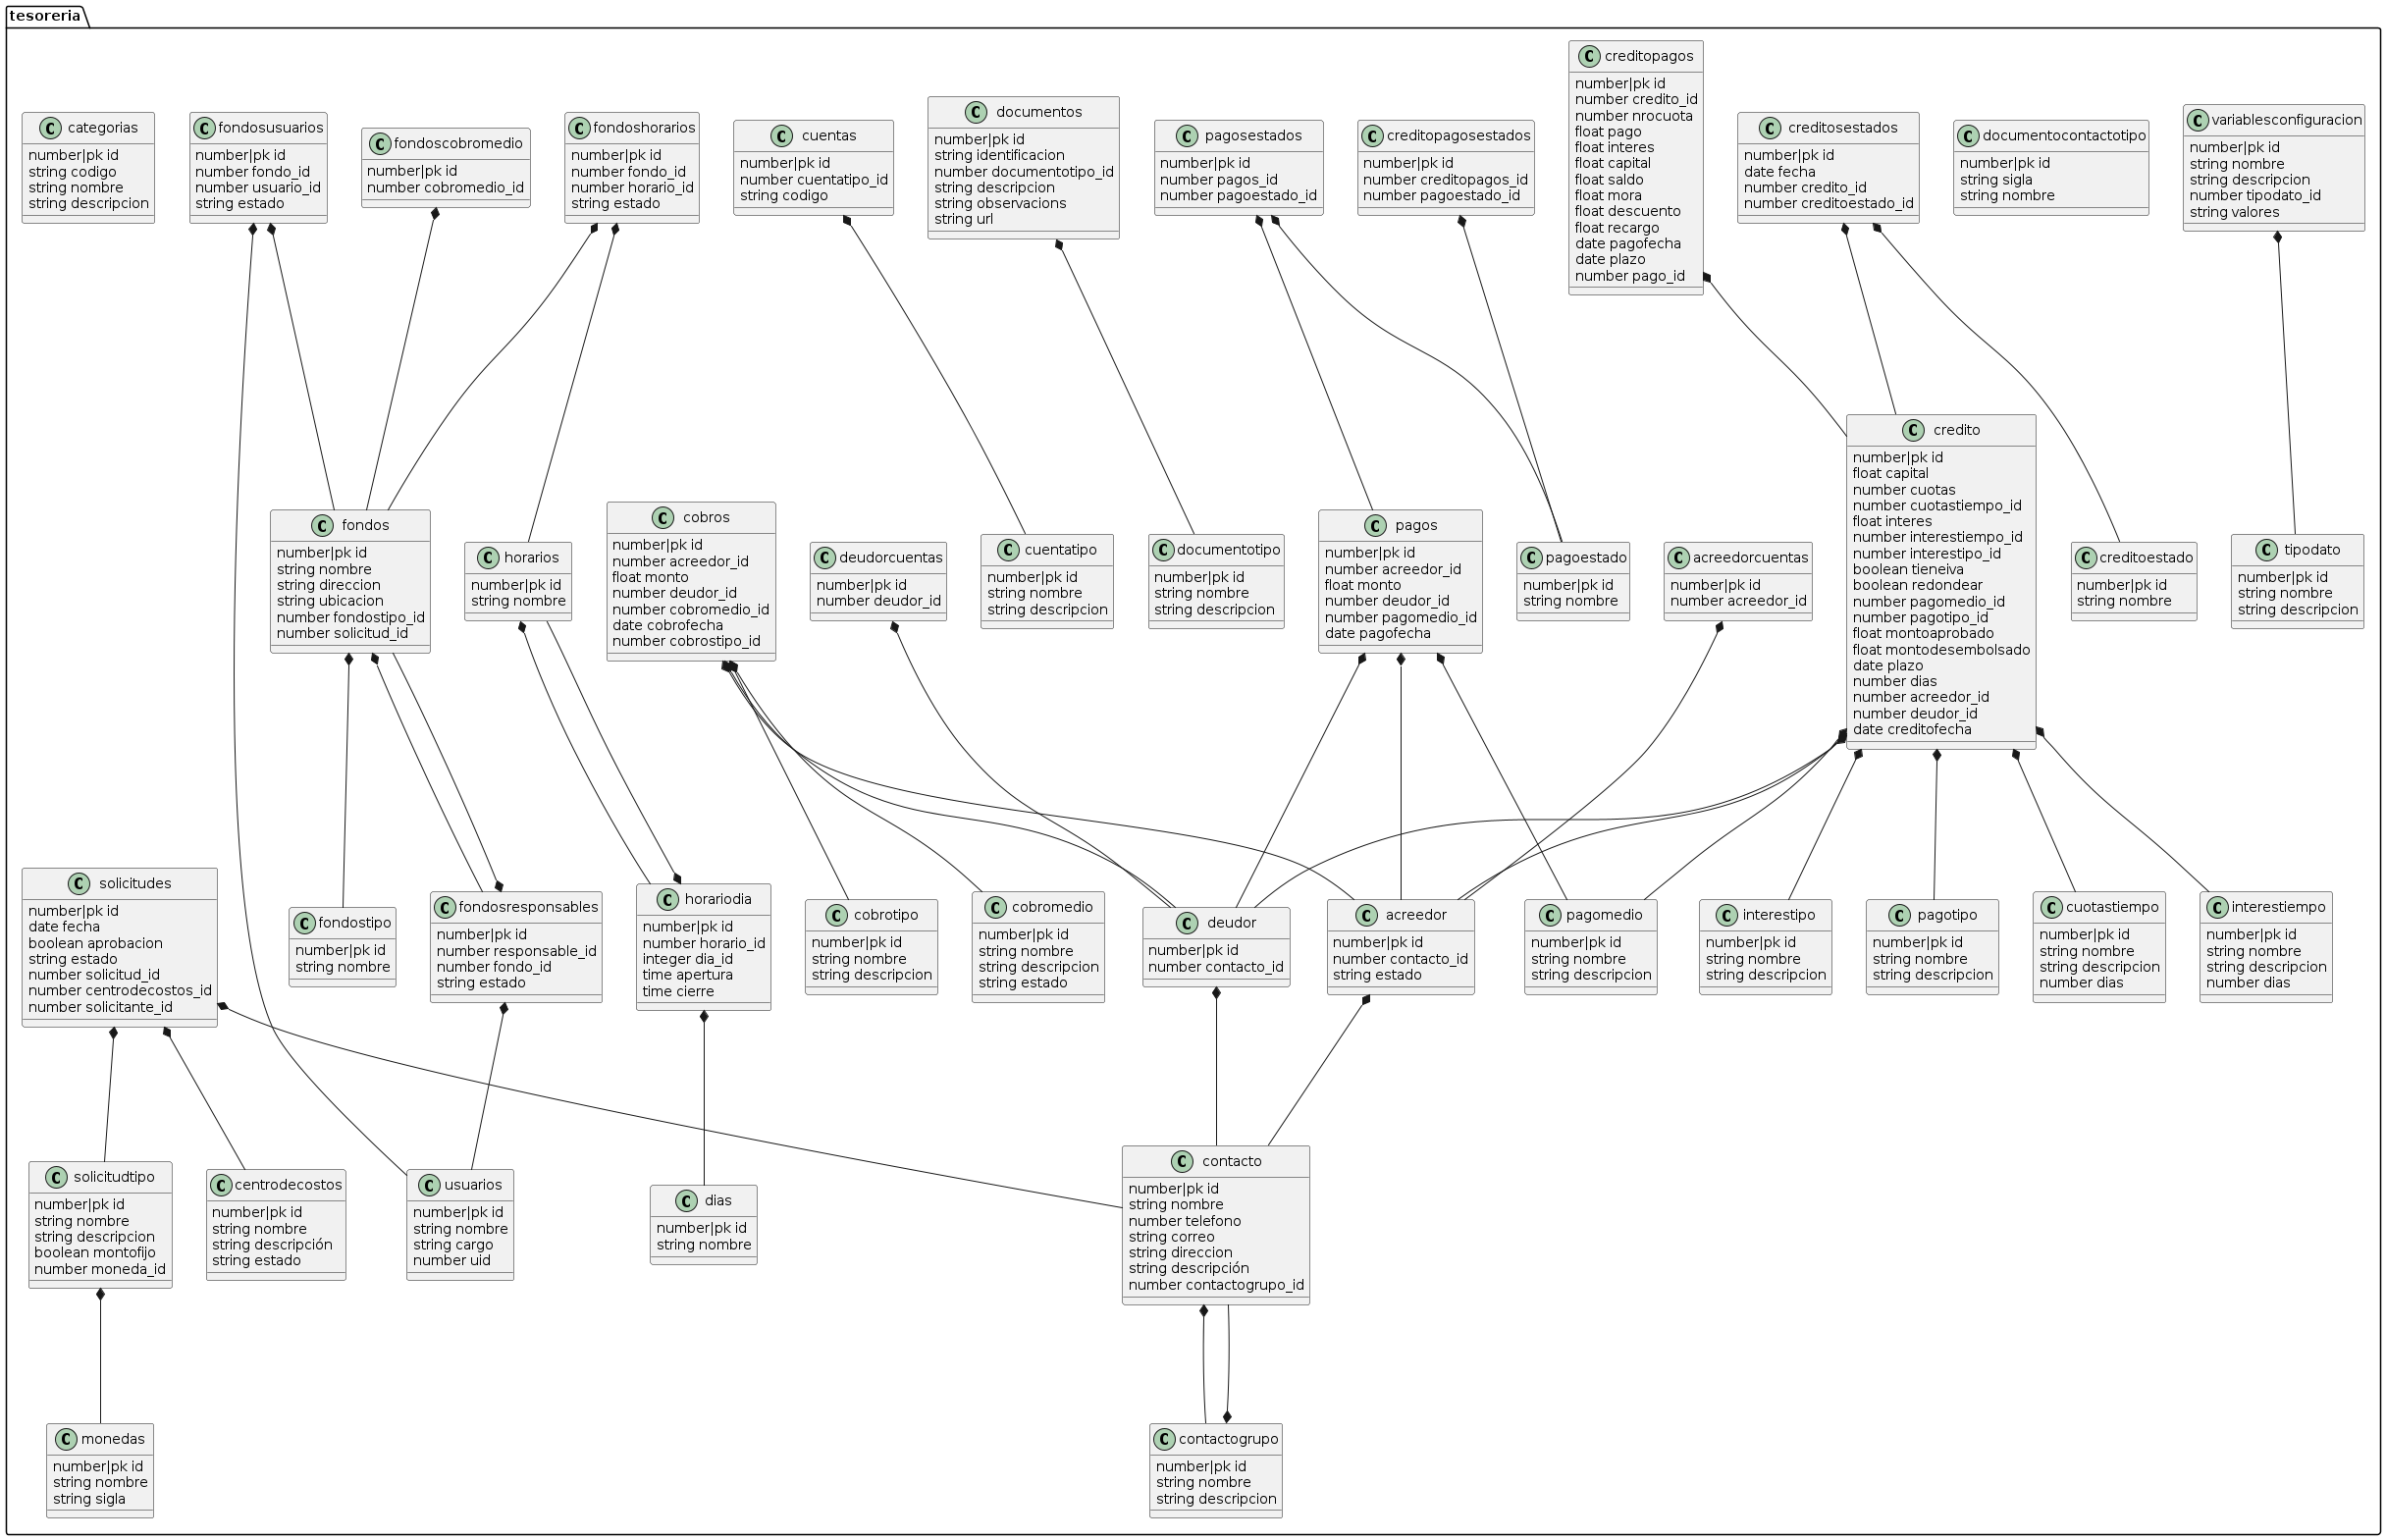 tesoreria
categorias
number|pk id
string codigo
string nombre
string descripcion
fondosusuarios
number|pk id
number fondo_id
number usuario_id
string estado
fondoscobromedio
number|pk id
number cobromedio_id
fondoshorarios
number|pk id
number fondo_id
number horario_id
string estado
cuentas
number|pk id
number cuentatipo_id
string codigo
documentos
number|pk id
string identificacion
number documentotipo_id
string descripcion
string observacions
string url
pagosestados
number|pk id
number pagos_id
number pagoestado_id
creditopagosestados
number|pk id
number creditopagos_id
number pagoestado_id
creditopagos
number|pk id
number credito_id
number nrocuota
float pago
float interes
float capital
float saldo
float mora
float descuento
float recargo
date pagofecha
date plazo
number pago_id
creditosestados
number|pk id
date fecha
number credito_id
number creditoestado_id
documentocontactotipo
number|pk id
string sigla
string nombre
variablesconfiguracion
number|pk id
string nombre
string descripcion
number tipodato_id
string valores
fondos
number|pk id
string nombre
string direccion
string ubicacion
number fondostipo_id
number solicitud_id
horarios
number|pk id
string nombre
cobros
number|pk id
number acreedor_id
float monto
number deudor_id
number cobromedio_id
date cobrofecha
number cobrostipo_id
deudorcuentas
number|pk id
number deudor_id
cuentatipo
number|pk id
string nombre
string descripcion
documentotipo
number|pk id
string nombre
string descripcion
pagos
number|pk id
number acreedor_id
float monto
number deudor_id
number pagomedio_id
date pagofecha
pagoestado
number|pk id
string nombre
acreedorcuentas
number|pk id
number acreedor_id
credito
number|pk id
float capital
number cuotas
number cuotastiempo_id
float interes
number interestiempo_id
number interestipo_id
boolean tieneiva
boolean redondear
number pagomedio_id
number pagotipo_id
float montoaprobado
float montodesembolsado
date plazo
number dias
number acreedor_id
number deudor_id
date creditofecha
creditoestado
number|pk id
string nombre
tipodato
number|pk id
string nombre
string descripcion
solicitudes
number|pk id
date fecha
boolean aprobacion
string estado
number solicitud_id
number centrodecostos_id
number solicitante_id
fondostipo
number|pk id
string nombre
fondosresponsables
number|pk id
number responsable_id
number fondo_id
string estado
horariodia
number|pk id
number horario_id
integer dia_id
time apertura
time cierre
cobrotipo
number|pk id
string nombre
string descripcion
cobromedio
number|pk id
string nombre
string descripcion
string estado
deudor
number|pk id
number contacto_id
acreedor
number|pk id
number contacto_id
string estado
pagomedio
number|pk id
string nombre
string descripcion
interestipo
number|pk id
string nombre
string descripcion
pagotipo
number|pk id
string nombre
string descripcion
cuotastiempo
number|pk id
string nombre
string descripcion
number dias
interestiempo
number|pk id
string nombre
string descripcion
number dias
solicitudtipo
number|pk id
string nombre
string descripcion
boolean montofijo
number moneda_id
centrodecostos
number|pk id
string nombre
string descripción
string estado
usuarios
number|pk id
string nombre
string cargo
number uid
dias
number|pk id
string nombre
contacto
number|pk id
string nombre
number telefono
string correo
string direccion
string descripción
number contactogrupo_id
monedas
number|pk id
string nombre
string sigla
contactogrupo
number|pk id
string nombre
string descripcion